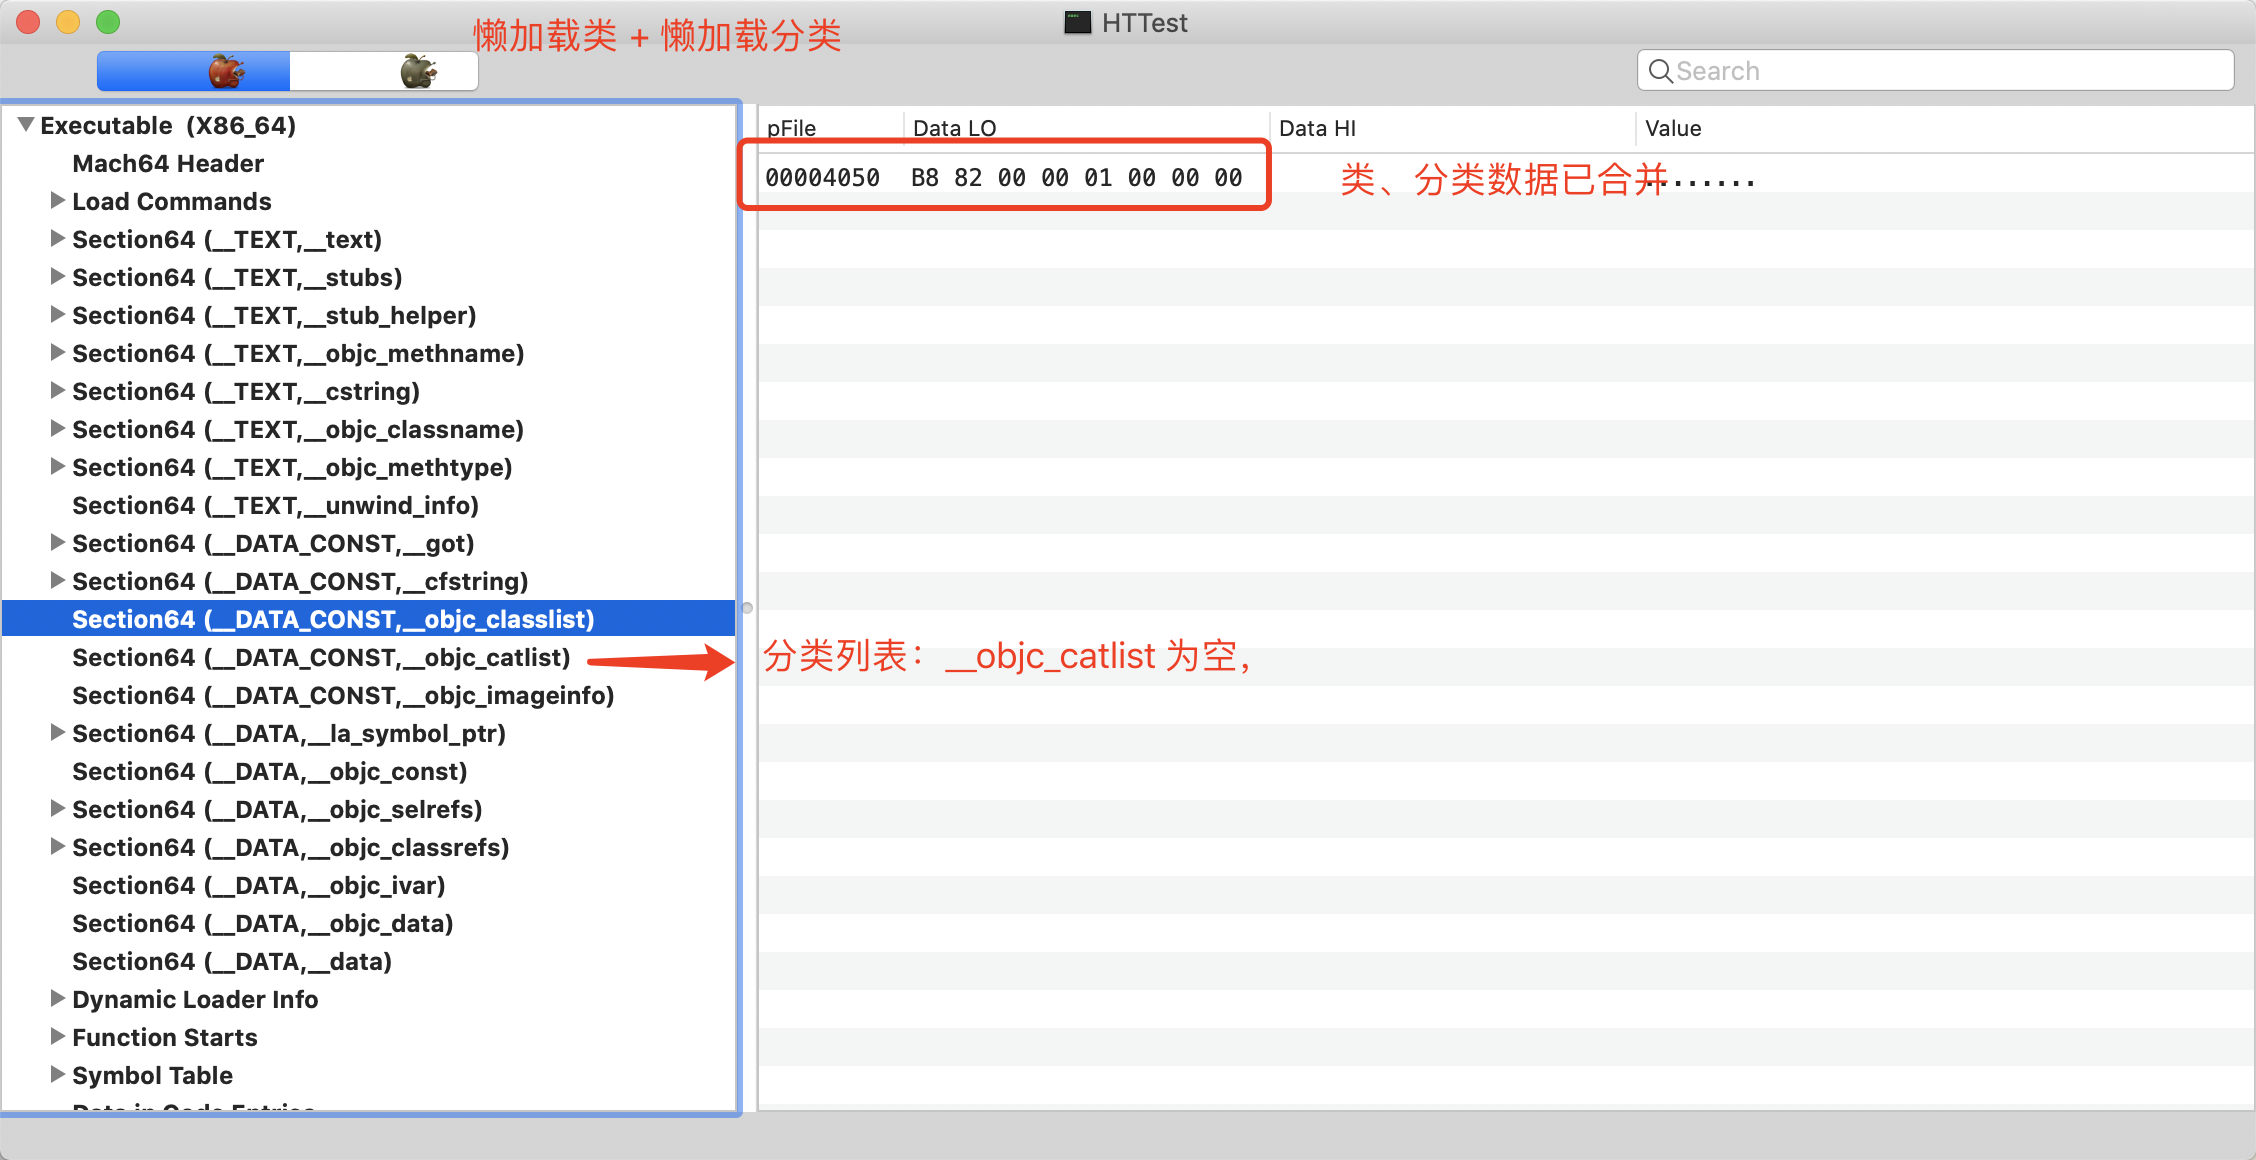 HTTest
懒加载类 + 懒加载分类
Search
Executable (X86_64)
Mach64 Header
Load Commands
Section64 (__TEXT,__text)
Section64 (__TEXT,__stubs)
Section64 (__TEXT,__stub_helper)
Section64 (__TEXT,__objc_methname)
Section64 (__TEXT,__cstring)
Section64 (__TEXT,__objc_classname)
Section64 (__TEXT,__objc_methtype)
Section64 (__TEXT,__unwind_info)
Section64 (__DATA_CONST,__got)
Section64 (__DATA_CONST,__cfstring)
Section64 (__DATA_CONST,__objc_classlist)
Section64 (__DATA_CONST,__objc_catlist)
Section64 (__DATA_CONST,__objc_imageinfo)
Section64 (__DATA,__la_symbol_ptr)
Section64 (__DATA,__objc_const)
Section64 (__DATA,__objc_selrefs)
Section64 (__DATA,__objc_classrefs)
Section64 (__DATA,__objc_ivar)
Section64 (__DATA,__objc_data)
Section64 (__DATA,__data)
Dynamic Loader Info
Function Starts
Symbol Table
Data in Code Entries
pFile Data LO Data HI Value
00004050 B8 82 00 00 01 00 00 00 ........
类、分类数据已合并
分类列表：__objc_catlist 为空，